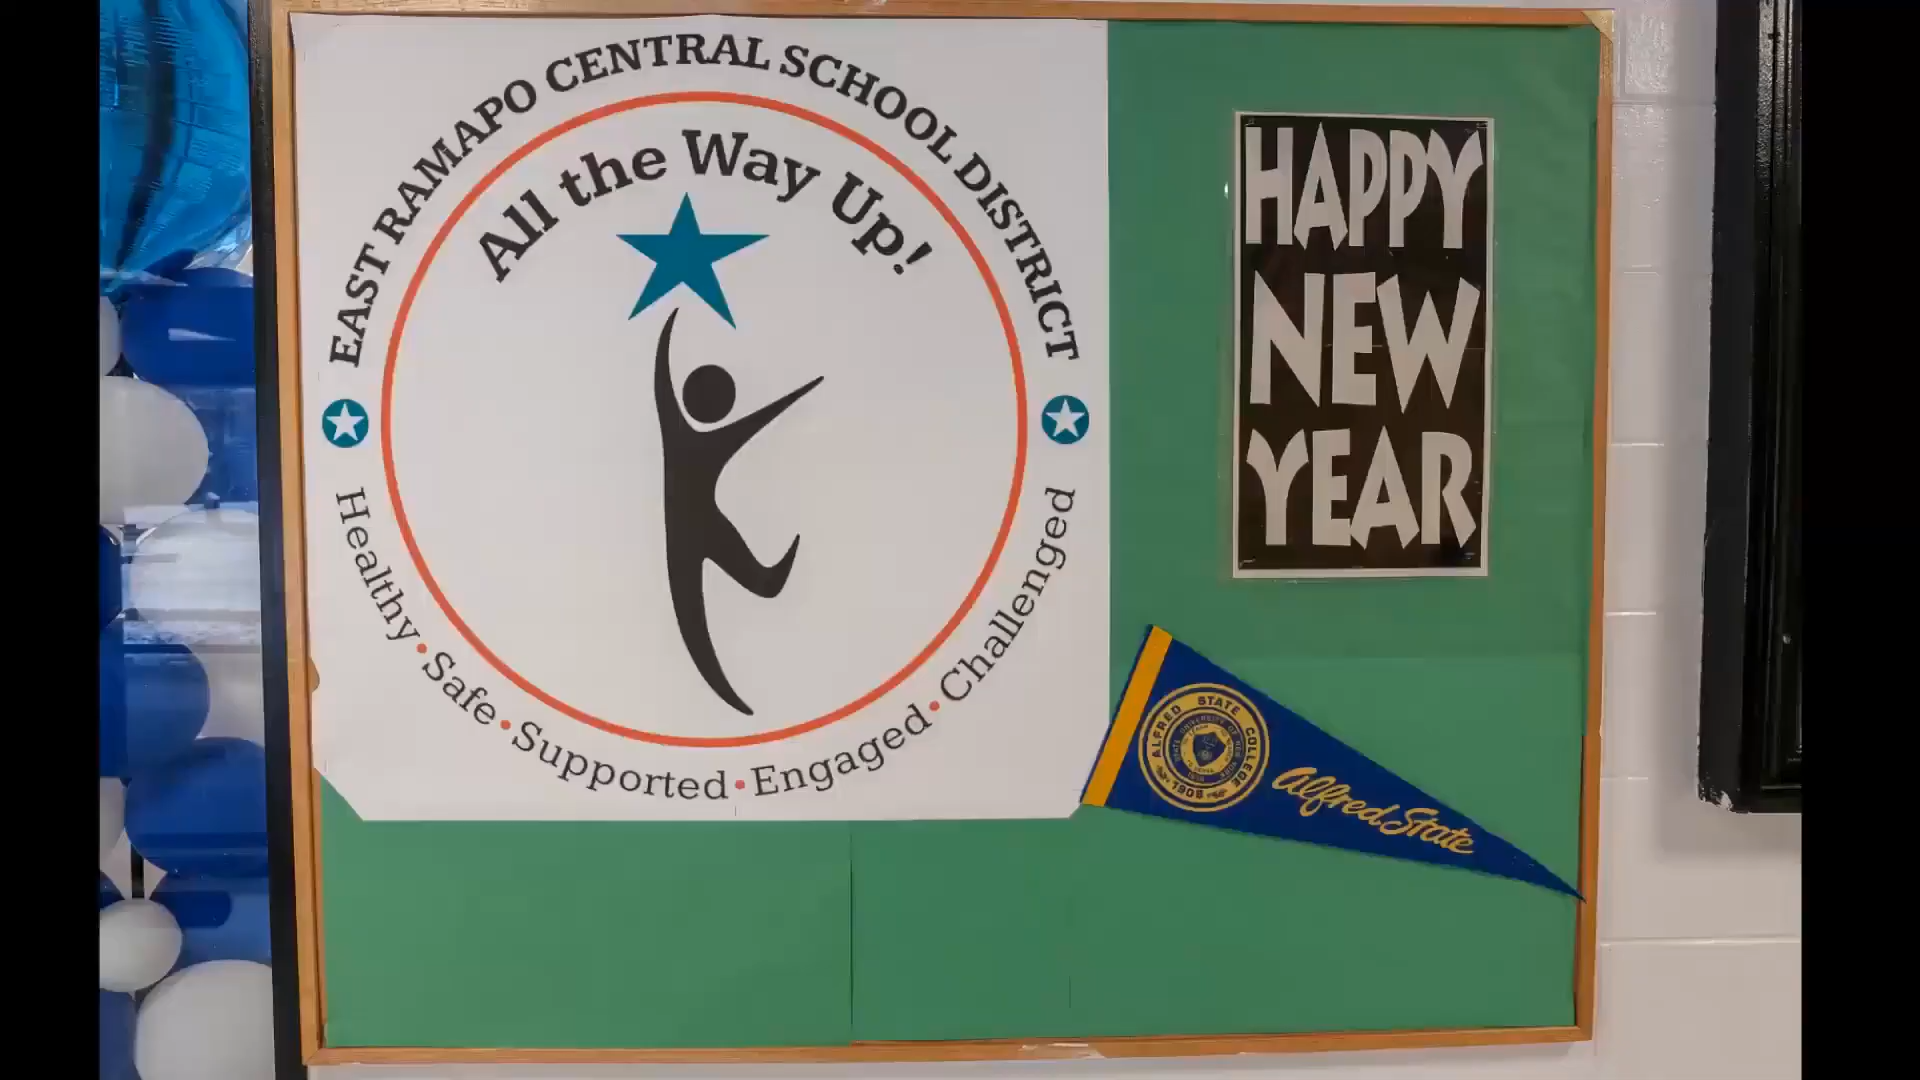 EAST RAMAPO CENTRAL SCHOOL DISTRICT
All the Way Up!
Healthy • Safe • Supported • Engaged • Challenged
HAPPY
NEW
YEAR
ALFRED STATE COLLEGE
1908
Alfred State